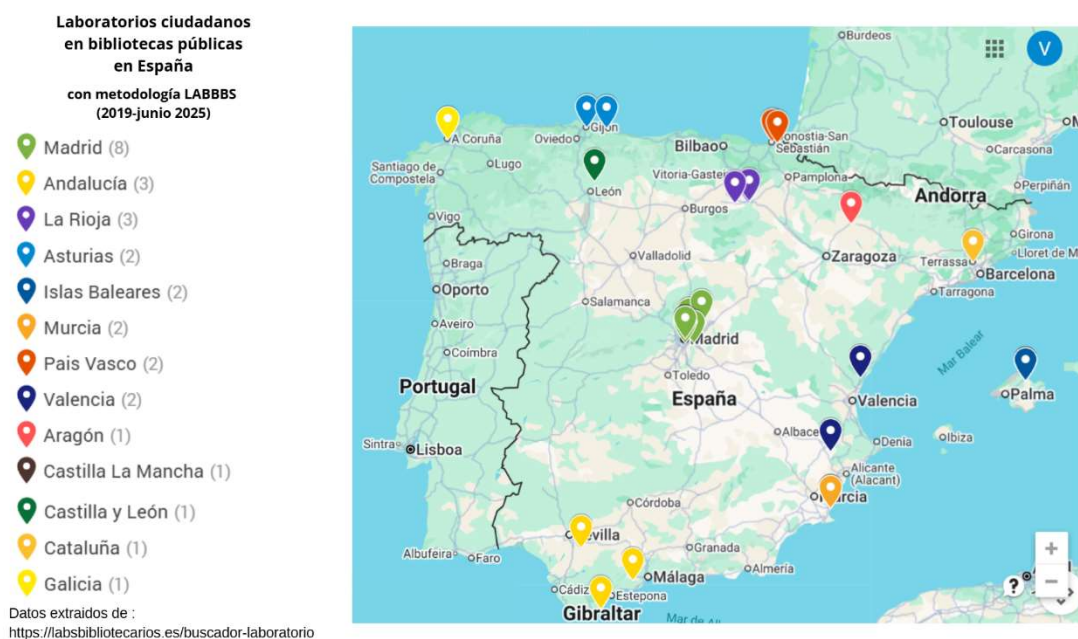 Laboratorios ciudadanos
en bibliotecas públicas
en España
con metodología LABBBS
(2019-junio 2025)
Madrid (8)
Andalucía (3)
La Rioja (3)
Asturias (2)
Islas Baleares (2)
Murcia (2)
Pais Vasco (2)
Valencia (2)
Aragón (1)
Castilla La Mancha (1)
Castilla y León (1)
Cataluña (1)
Galicia (1)
Datos extraidos de :
https://labsbibliotecarios.es/buscador-laboratorio
Burdeos
V
Toulouse
Carcasona
A Coruña
Oviedo
Gijón
Bilbao
onostia-San
Sebastián
Santiago de
Compostela
Lugo
León
Vitoria-Gasteiz
Pamplona
Andorra
Perpiñán
Vigo
Burgos
Girona
Braga
Valladolid
Zaragoza
Terrassa
Lloret de M
Barcelona
Oporto
Salamanca
Tarragona
Aveiro
Madrid
Coímbra
Toledo
Mar Balear
Portugal
España
Valencia
Palma
Sintra
Lisboa
Albace
Denia
Ibiza
Alicante
(Alacant)
Murcia
Córdoba
Albufeira
Faro
Sevilla
Granada
Almería
Cádiz
Málaga
Estepona
Gibraltar
Mar de Al
+
?
−